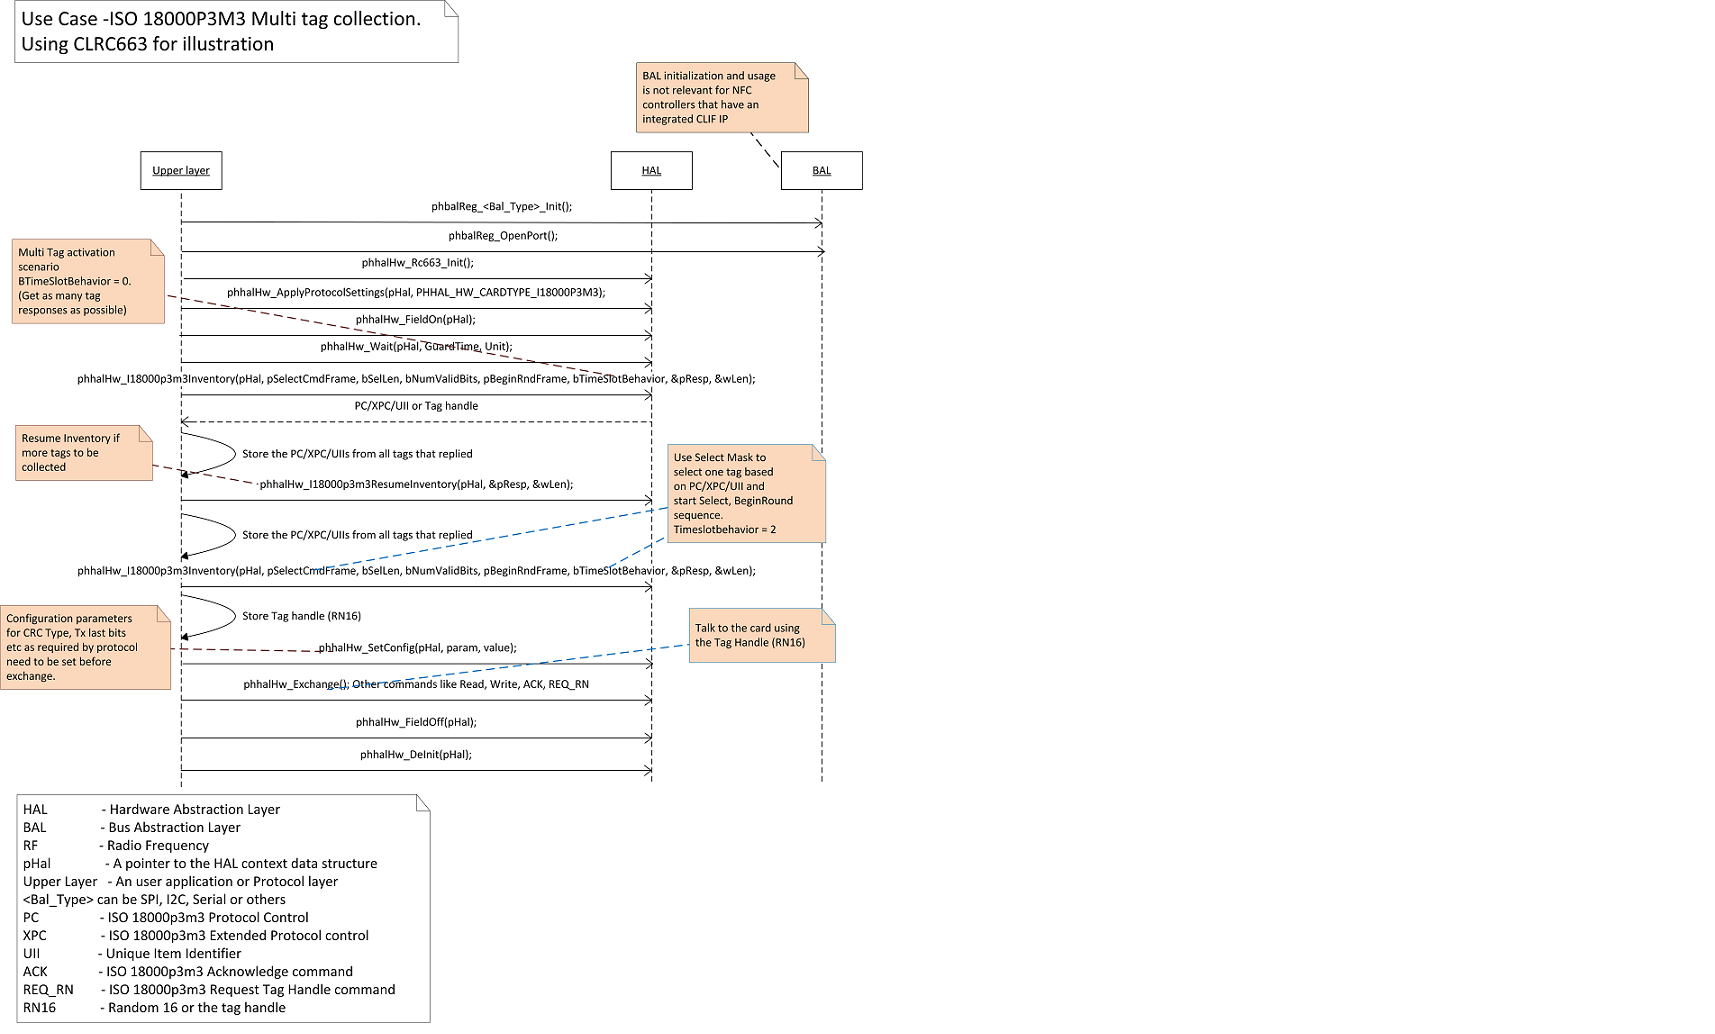 Use Case -ISO 18000P3M3 Multi tag collection.
Using CLRC663 for illustration
BAL initialization and usage
is not relevant for NFC
controllers that have an
integrated CLIF IP
Upper layer
HAL
BAL
phbalReg_<Bal_Type>_Init();
phbalReg_OpenPort();
Multi Tag activation
scenario
BTimeSlotBehavior = 0.
(Get as many tag
responses as possible)
phhalHw_Rc663_Init();
phhalHw_ApplyProtocolSettings(pHal, PHHAL_HW_CARDTYPE_I18000P3M3);
phhalHw_FieldOn(pHal);
phhalHw_Wait(pHal, GuardTime, Unit);
phhalHw_I18000p3m3Inventory(pHal, pSelectCmdFrame, bSelLen, bNumValidBits, pBeginRndFrame, bTimeSlotBehavior, &pResp, &wLen);
PC/XPC/UII or Tag handle
Resume Inventory if
more tags to be
collected
Store the PC/XPC/UIIs from all tags that replied
phhalHw_I18000p3m3ResumeInventory(pHal, &pResp, &wLen);
Use Select Mask to
select one tag based
on PC/XPC/UII and
start Select, BeginRound
sequence.
Timeslotbehavior = 2
Store the PC/XPC/UIIs from all tags that replied
phhalHw_I18000p3m3Inventory(pHal, pSelectCmdFrame, bSelLen, bNumValidBits, pBeginRndFrame, bTimeSlotBehavior, &pResp, &wLen);
Store Tag handle (RN16)
Configuration parameters
for CRC Type, Tx last bits
etc as required by protocol
need to be set before
exchange.
Talk to the card using
the Tag Handle (RN16)
phhalHw_SetConfig(pHal, param, value);
phhalHw_Exchange(); Other commands like Read, Write, ACK, REQ_RN
phhalHw_FieldOff(pHal);
phhalHw_DeInit(pHal);
HAL - Hardware Abstraction Layer
BAL - Bus Abstraction Layer
RF - Radio Frequency
pHal - A pointer to the HAL context data structure
Upper Layer - An user application or Protocol layer
<Bal_Type> can be SPI, I2C, Serial or others
PC - ISO 18000p3m3 Protocol Control
XPC - ISO 18000p3m3 Extended Protocol control
UII - Unique Item Identifier
ACK - ISO 18000p3m3 Acknowledge command
REQ_RN - ISO 18000p3m3 Request Tag Handle command
RN16 - Random 16 or the tag handle